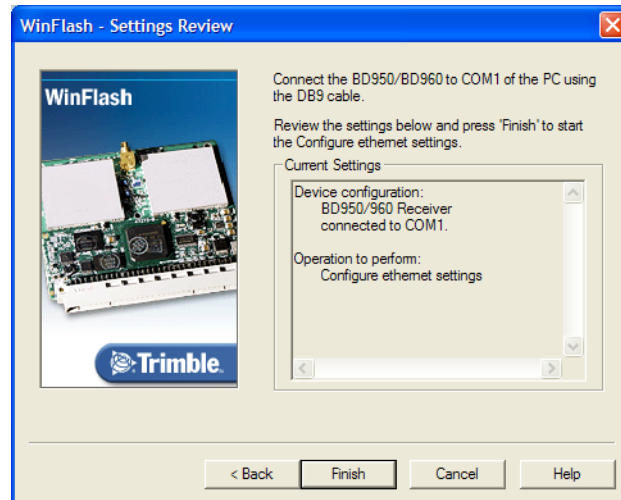 WinFlash - Settings Review
WinFlash
Trimble.
Connect the BD950/BD960 to COM1 of the PC using
the DB9 cable.
Review the settings below and press 'Finish' to start
the Configure ethernet settings.
Current Settings
Device configuration:
BD950/960 Receiver
connected to COM1.
Operation to perform:
Configure ethernet settings
< Back
Finish
Cancel
Help